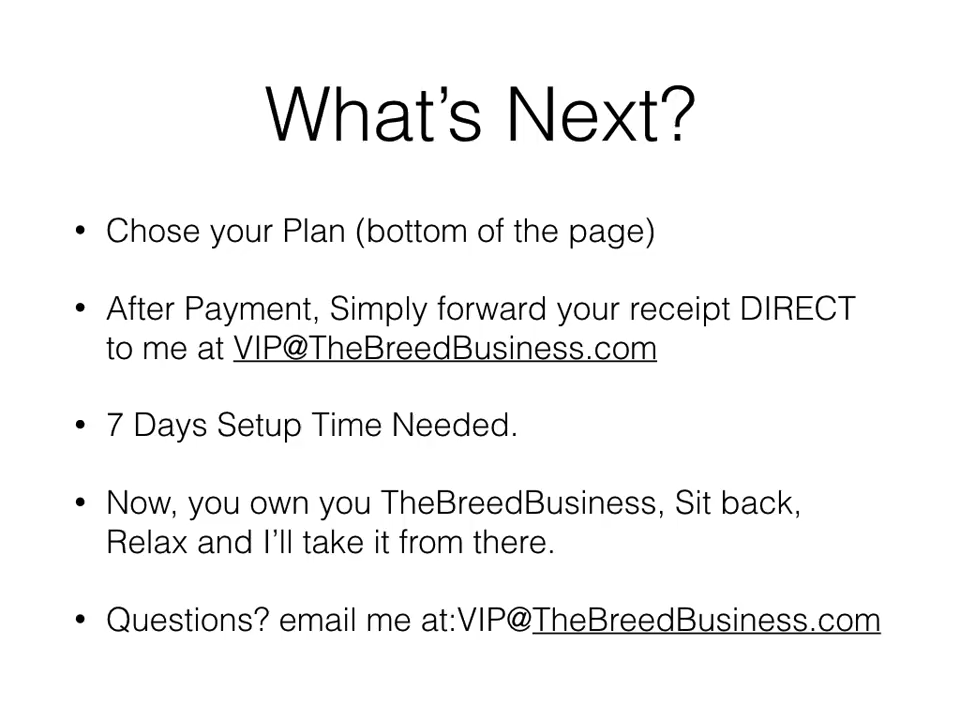 What’s Next?
• Chose your Plan (bottom of the page)
• After Payment, Simply forward your receipt DIRECT
to me at VIP@TheBreedBusiness.com
• 7 Days Setup Time Needed.
• Now, you own you TheBreedBusiness, Sit back,
Relax and I’ll take it from there.
• Questions? email me at:VIP@TheBreedBusiness.com